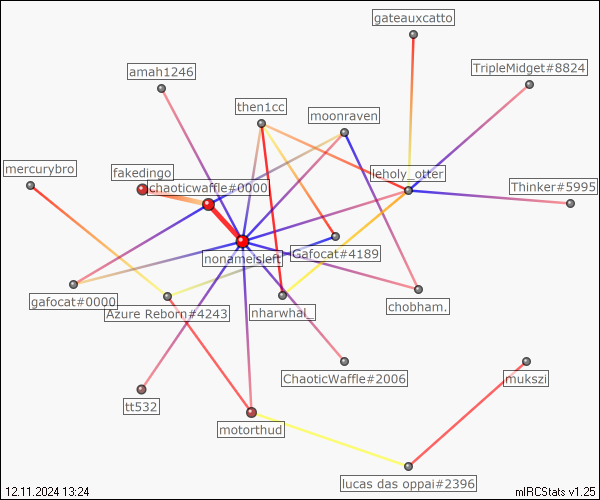 gateauxcatto
amah1246
TripleMidget#8824
then1cc
moonraven
mercurybro
fakedingo
leholy_otter
chaoticwaffle#0000
Thinker#5995
nonameisleft
Gafocat#4189
gafocat#0000
Azure Reborn#4243
nharwhal_
chobham.
ChaoticWaffle#2006
mukszi
tt532
motorthud
lucas das oppai#2396
12.11.2024 13:24
mIRCStats v1.25